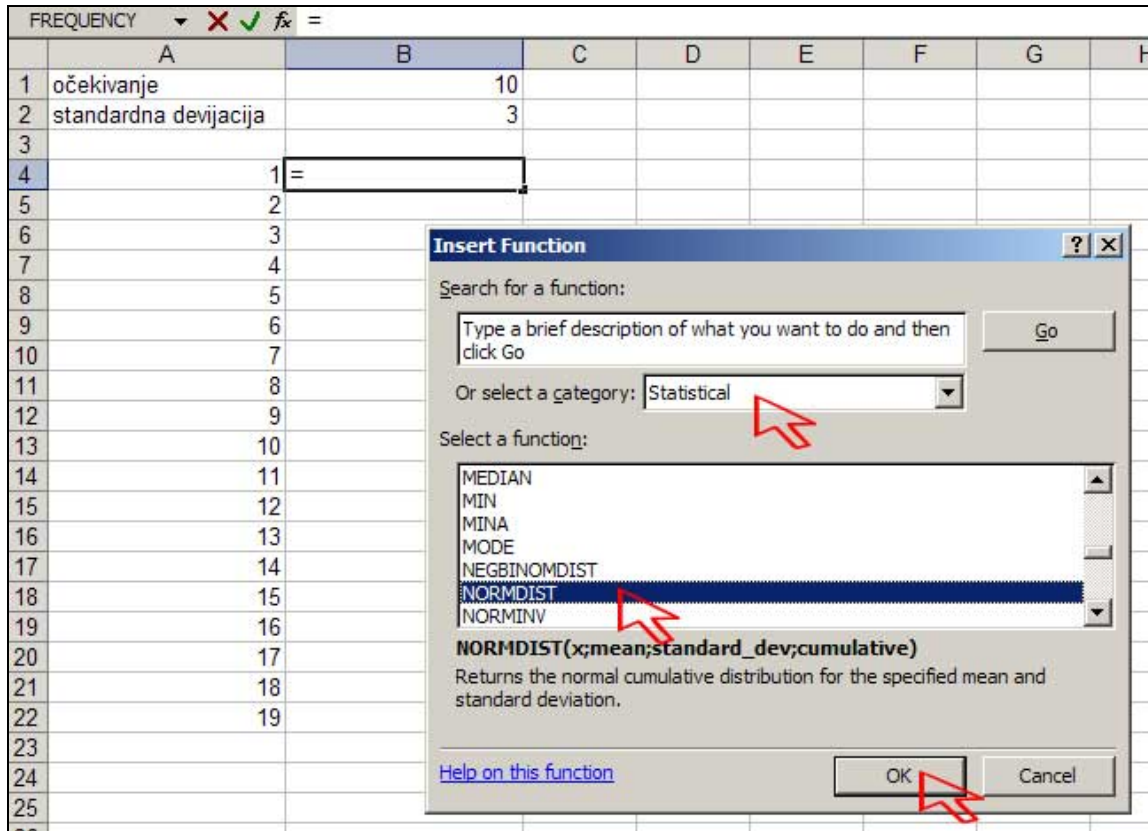 FREQUENCY fx =
A B C D E F G
1 očekivanje 10
2 standardna devijacija 3
3
4 1 =
5 2
6 3
7 4
8 5
9 6
10 7
11 8
12 9
13 10
14 11
15 12
16 13
17 14
18 15
19 16
20 17
21 18
22 19
23
24
25
Insert Function
Search for a function:
Type a brief description of what you want to do and then
click Go
Go
Or select a category: Statistical
Select a function:
MEDIAN
MIN
MINA
MODE
NEGBINOMDIST
NORMDIST
NORMINV
NORMDIST(x;mean;standard_dev;cumulative)
Returns the normal cumulative distribution for the specified mean and
standard deviation.
Help on this function OK Cancel